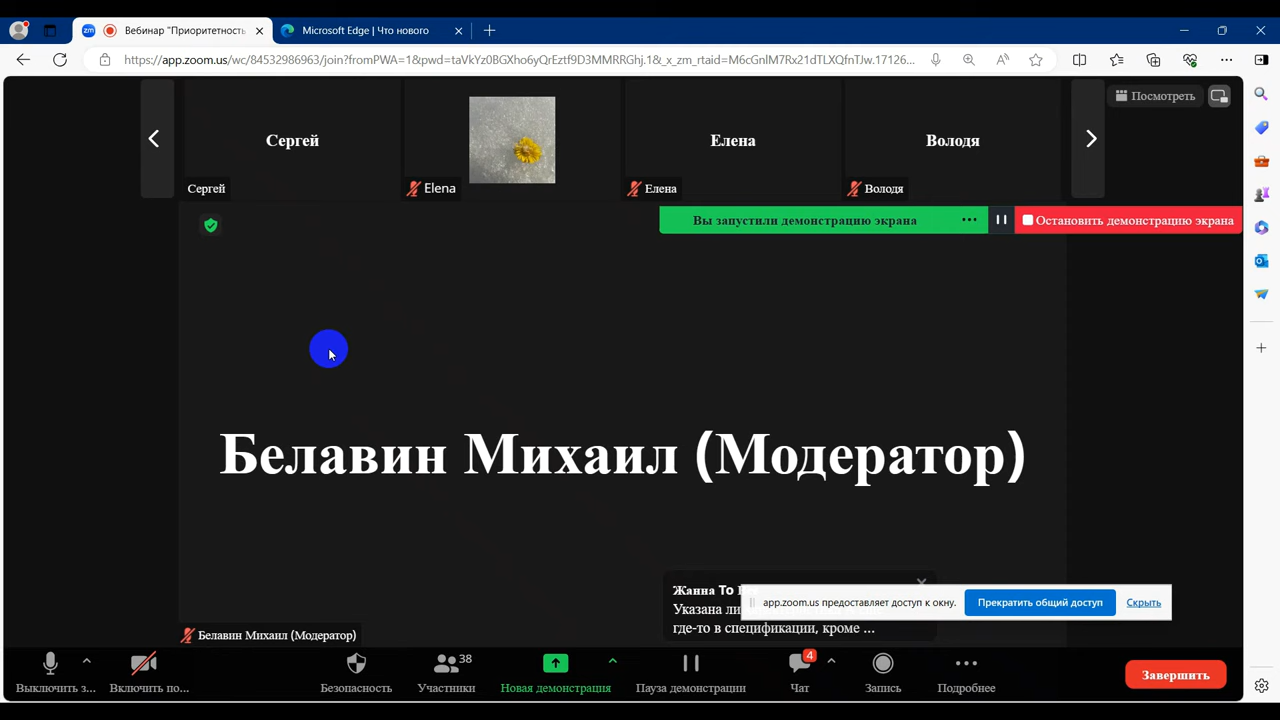 Вебинар "Приоритетность
Microsoft Edge | Что нового
https://app.zoom.us/wc/84532986963/join?fromPWA=1&pwd=taVkYz0BGXho6yQrEztf9D3MMRRGhj.1&_x_zm_rtaid=M6cGnlM7Rx21dTLXQfnTJw.17126...
Посмотреть
Сергей
Елена
Володя
Сергей
Elena
Елена
Володя
Вы запустили демонстрацию экрана
Остановить демонстрацию экрана
Белавин Михаил (Модератор)
Жанна To
Указана ли
где-то в спецификации, кроме ...
app.zoom.us предоставляет доступ к окну.
Прекратить общий доступ
Скрыть
Белавин Михаил (Модератор)
38
4
Выключить з...
Включить по...
Безопасность
Участники
Новая демонстрация
Пауза демонстрации
Чат
Запись
Подробнее
Завершить